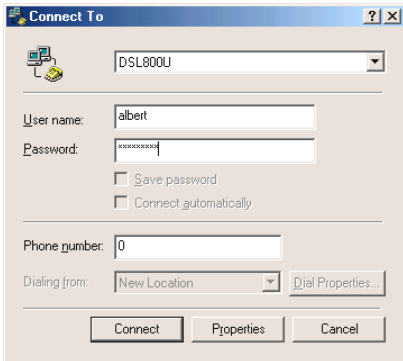 Connect To
DSL800U
User name: albert
Password: xxxxxxxxx
Save password
Connect automatically
Phone number: 0
Dialing from: New Location Dial Properties...
Connect Properties Cancel